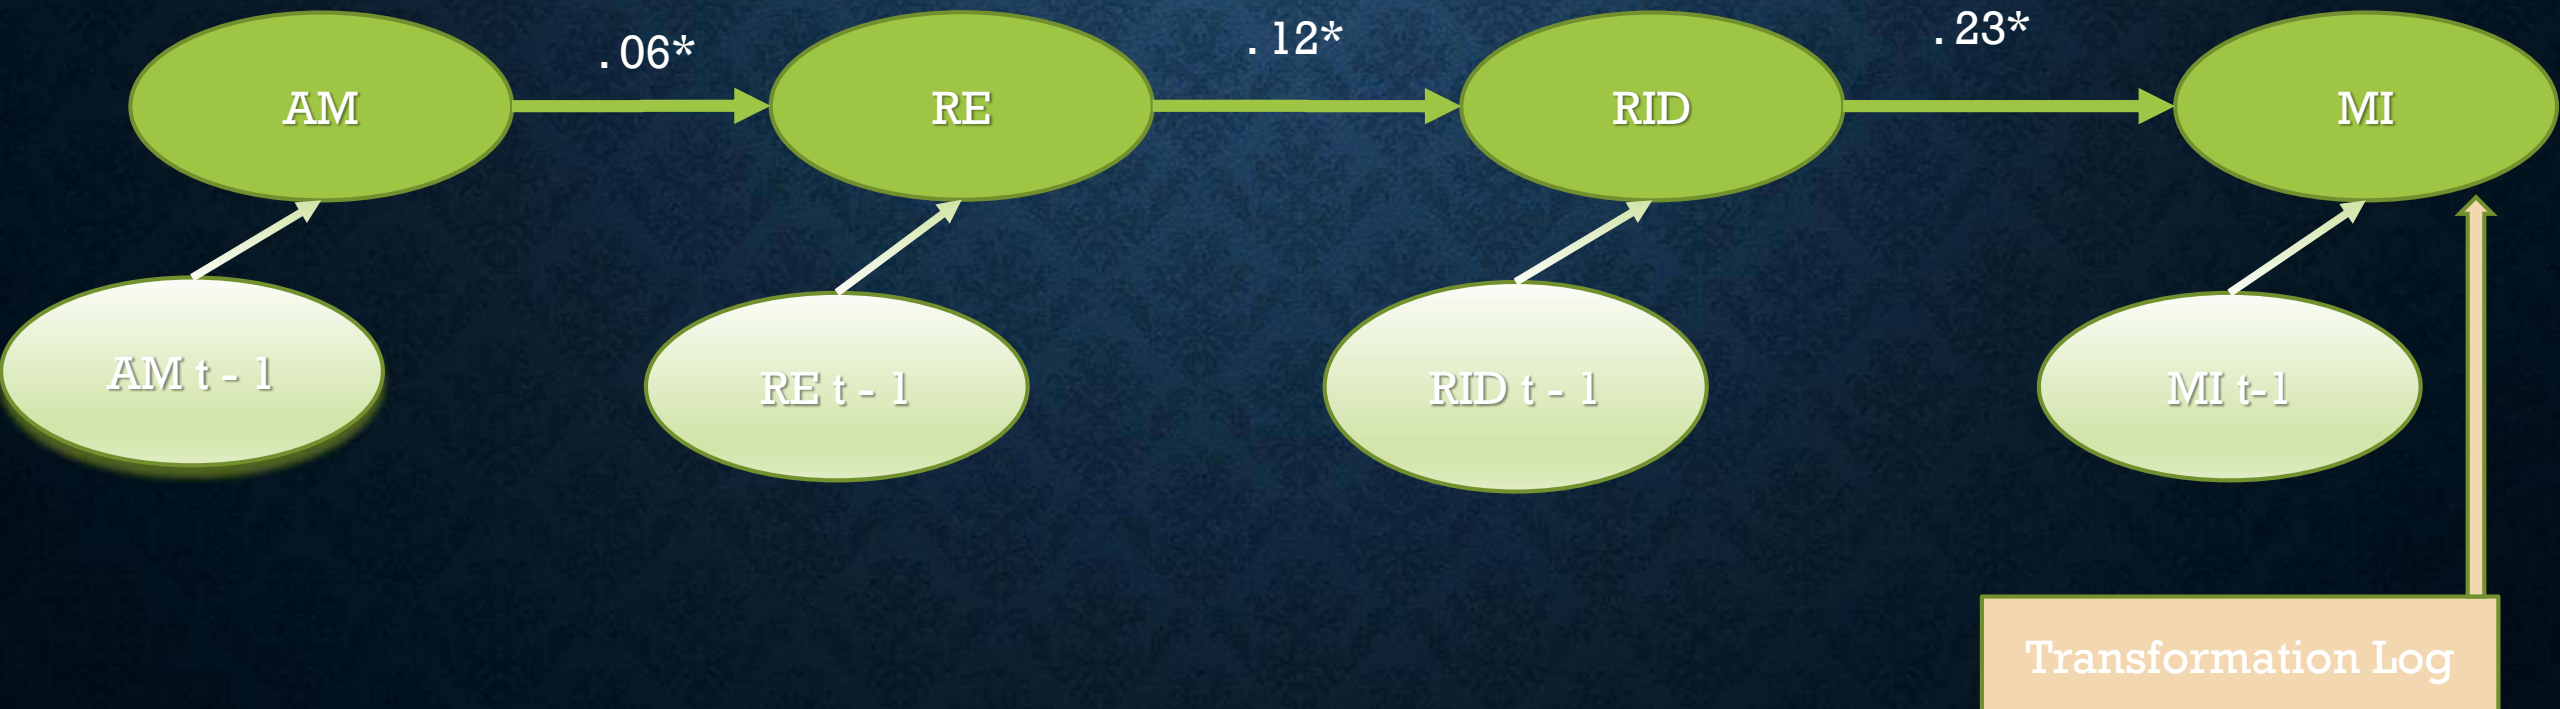 .06*
.12*
.23*
AM
RE
RID
MI
AM t - 1
RE t - 1
RID t - 1
MI t-1
Transformation Log